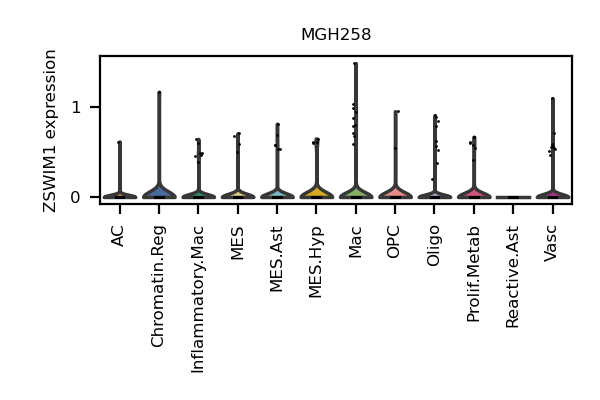 MGH258
ZSWIM1 expression
1
0
AC
Chromatin.Reg
Inflammatory.Mac
MES
MES.Ast
MES.Hyp
Mac
OPC
Oligo
Prolif.Metab
Reactive.Ast
Vasc